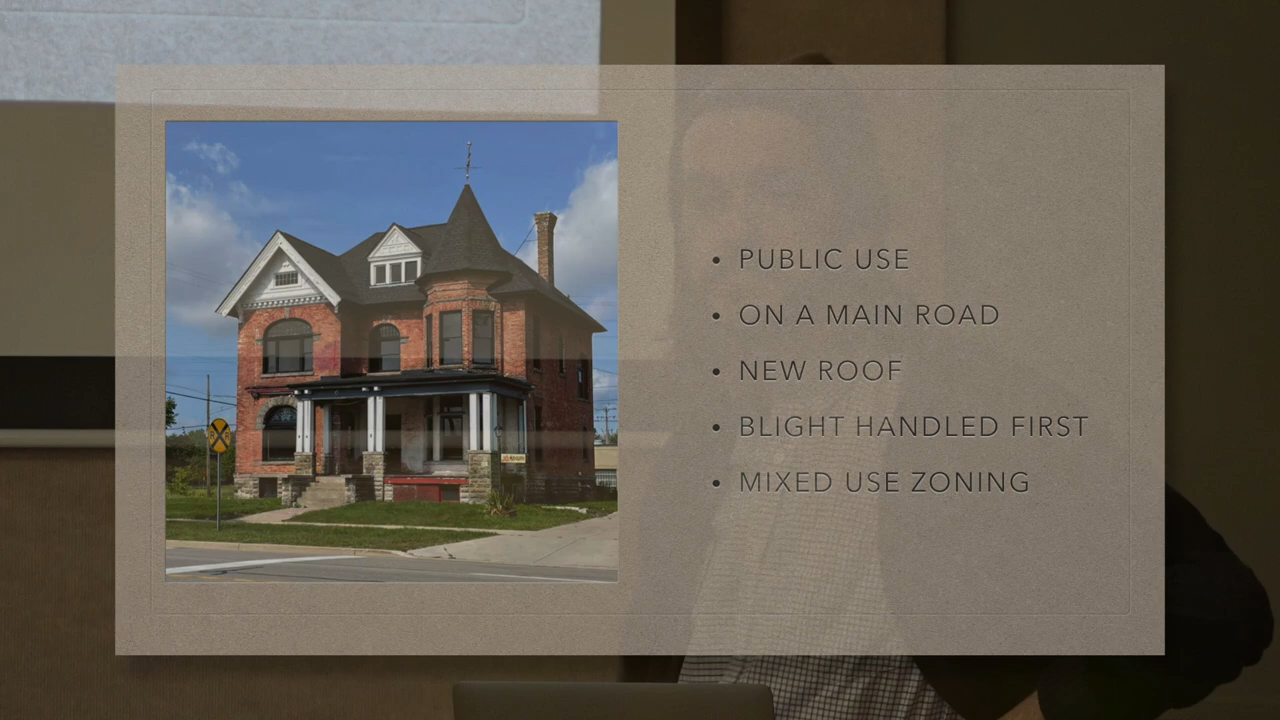 • PUBLIC USE
• ON A MAIN ROAD
• NEW ROOF
• BLIGHT HANDLED FIRST
• MIXED USE ZONING